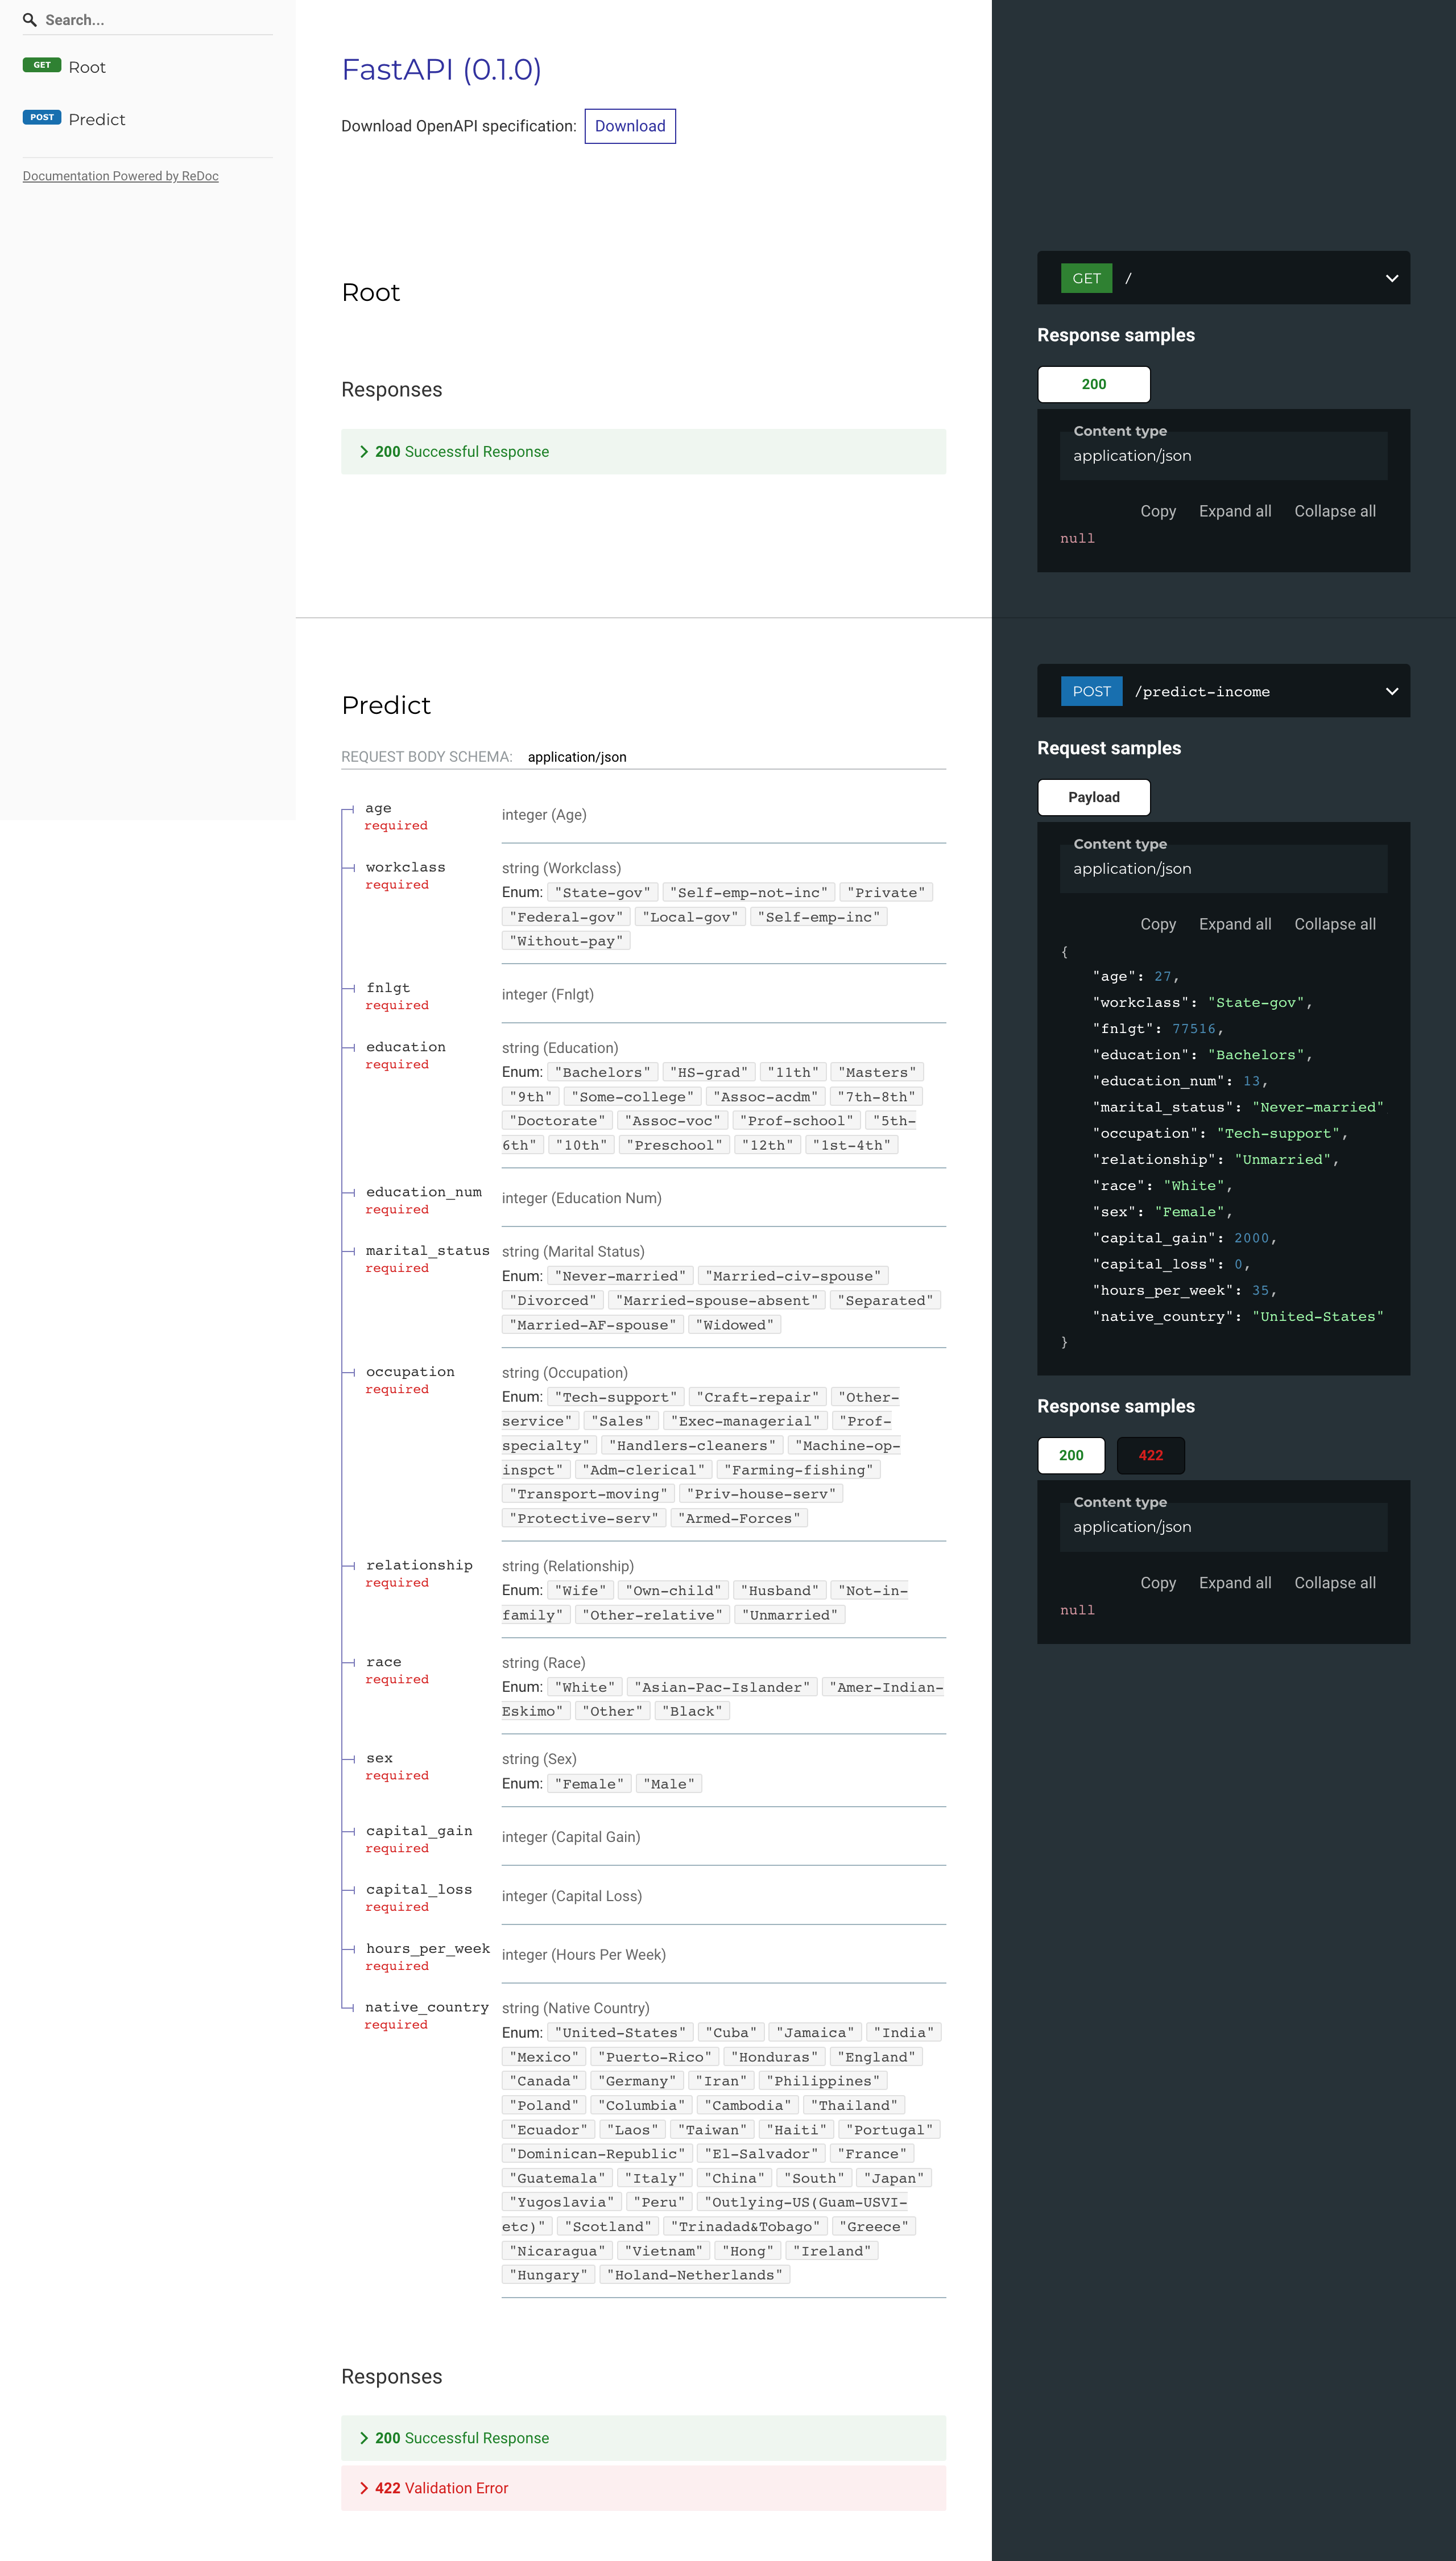 Search...
GET Root
POST Predict
Documentation Powered by ReDoc
FastAPI (0.1.0)
Download OpenAPI specification: Download
Root
Responses
200 Successful Response
GET /
Response samples
200
Content type
application/json
Copy Expand all Collapse all
null
Predict
REQUEST BODY SCHEMA: application/json
age
required
integer (Age)
workclass
required
string (Workclass)
Enum: "State-gov" "Self-emp-not-inc" "Private"
"Federal-gov" "Local-gov" "Self-emp-inc"
"Without-pay"
fnlgt
required
integer (Fnlgt)
education
required
string (Education)
Enum: "Bachelors" "HS-grad" "11th" "Masters"
"9th" "Some-college" "Assoc-acdm" "7th-8th"
"Doctorate" "Assoc-voc" "Prof-school" "5th-
6th" "10th" "Preschool" "12th" "1st-4th"
education_num
required
integer (Education Num)
marital_status
required
string (Marital Status)
Enum: "Never-married" "Married-civ-spouse"
"Divorced" "Married-spouse-absent" "Separated"
"Married-AF-spouse" "Widowed"
occupation
required
string (Occupation)
Enum: "Tech-support" "Craft-repair" "Other-
service" "Sales" "Exec-managerial" "Prof-
specialty" "Handlers-cleaners" "Machine-op-
inspct" "Adm-clerical" "Farming-fishing"
"Transport-moving" "Priv-house-serv"
"Protective-serv" "Armed-Forces"
relationship
required
string (Relationship)
Enum: "Wife" "Own-child" "Husband" "Not-in-
family" "Other-relative" "Unmarried"
race
required
string (Race)
Enum: "White" "Asian-Pac-Islander" "Amer-Indian-
Eskimo" "Other" "Black"
sex
required
string (Sex)
Enum: "Female" "Male"
capital_gain
required
integer (Capital Gain)
capital_loss
required
integer (Capital Loss)
hours_per_week
required
integer (Hours Per Week)
native_country
required
string (Native Country)
Enum: "United-States" "Cuba" "Jamaica" "India"
"Mexico" "Puerto-Rico" "Honduras" "England"
"Canada" "Germany" "Iran" "Philippines"
"Poland" "Columbia" "Cambodia" "Thailand"
"Ecuador" "Laos" "Taiwan" "Haiti" "Portugal"
"Dominican-Republic" "El-Salvador" "France"
"Guatemala" "Italy" "China" "South" "Japan"
"Yugoslavia" "Peru" "Outlying-US(Guam-USVI-
etc)" "Scotland" "Trinadad&Tobago" "Greece"
"Nicaragua" "Vietnam" "Hong" "Ireland"
"Hungary" "Holand-Netherlands"
Responses
200 Successful Response
422 Validation Error
POST /predict-income
Request samples
Payload
Content type
application/json
Copy Expand all Collapse all
{
"age": 27,
"workclass": "State-gov",
"fnlgt": 77516,
"education": "Bachelors",
"education_num": 13,
"marital_status": "Never-married"
"occupation": "Tech-support",
"relationship": "Unmarried",
"race": "White",
"sex": "Female",
"capital_gain": 2000,
"capital_loss": 0,
"hours_per_week": 35,
"native_country": "United-States"
}
Response samples
200 422
Content type
application/json
Copy Expand all Collapse all
null